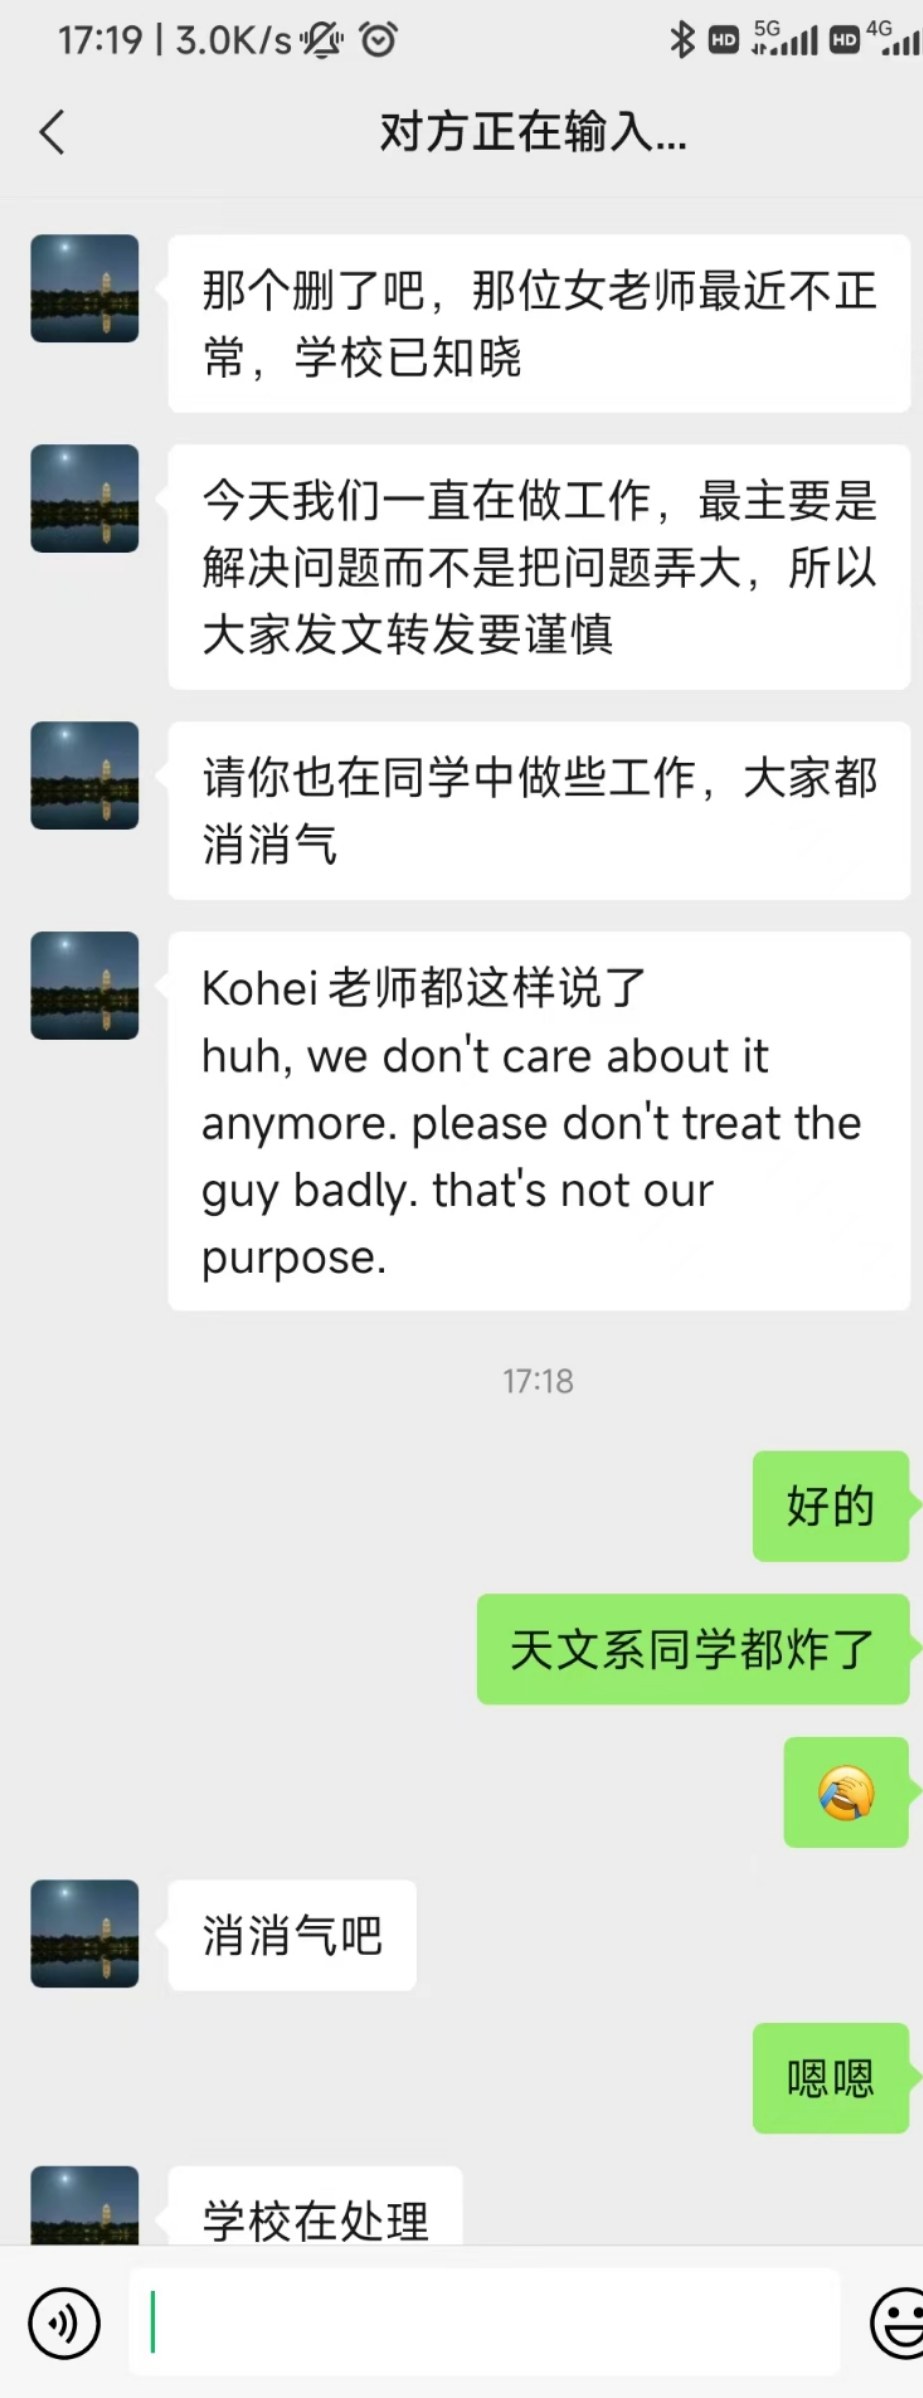 17:19 | 3.0K/s
HD 5G HD 4G
对方正在输入...
那个删了吧，那位女老师最近不正
常，学校已知晓
今天我们一直在做工作，最主要是
解决问题而不是把问题弄大，所以
大家发文转发要谨慎
请你也在同学中做些工作，大家都
消消气
Kohei 老师都这样说了
huh, we don't care about it
anymore. please don't treat the
guy badly. that's not our
purpose.
17:18
好的
天文系同学都炸了
消消气吧
嗯嗯
学校在处理